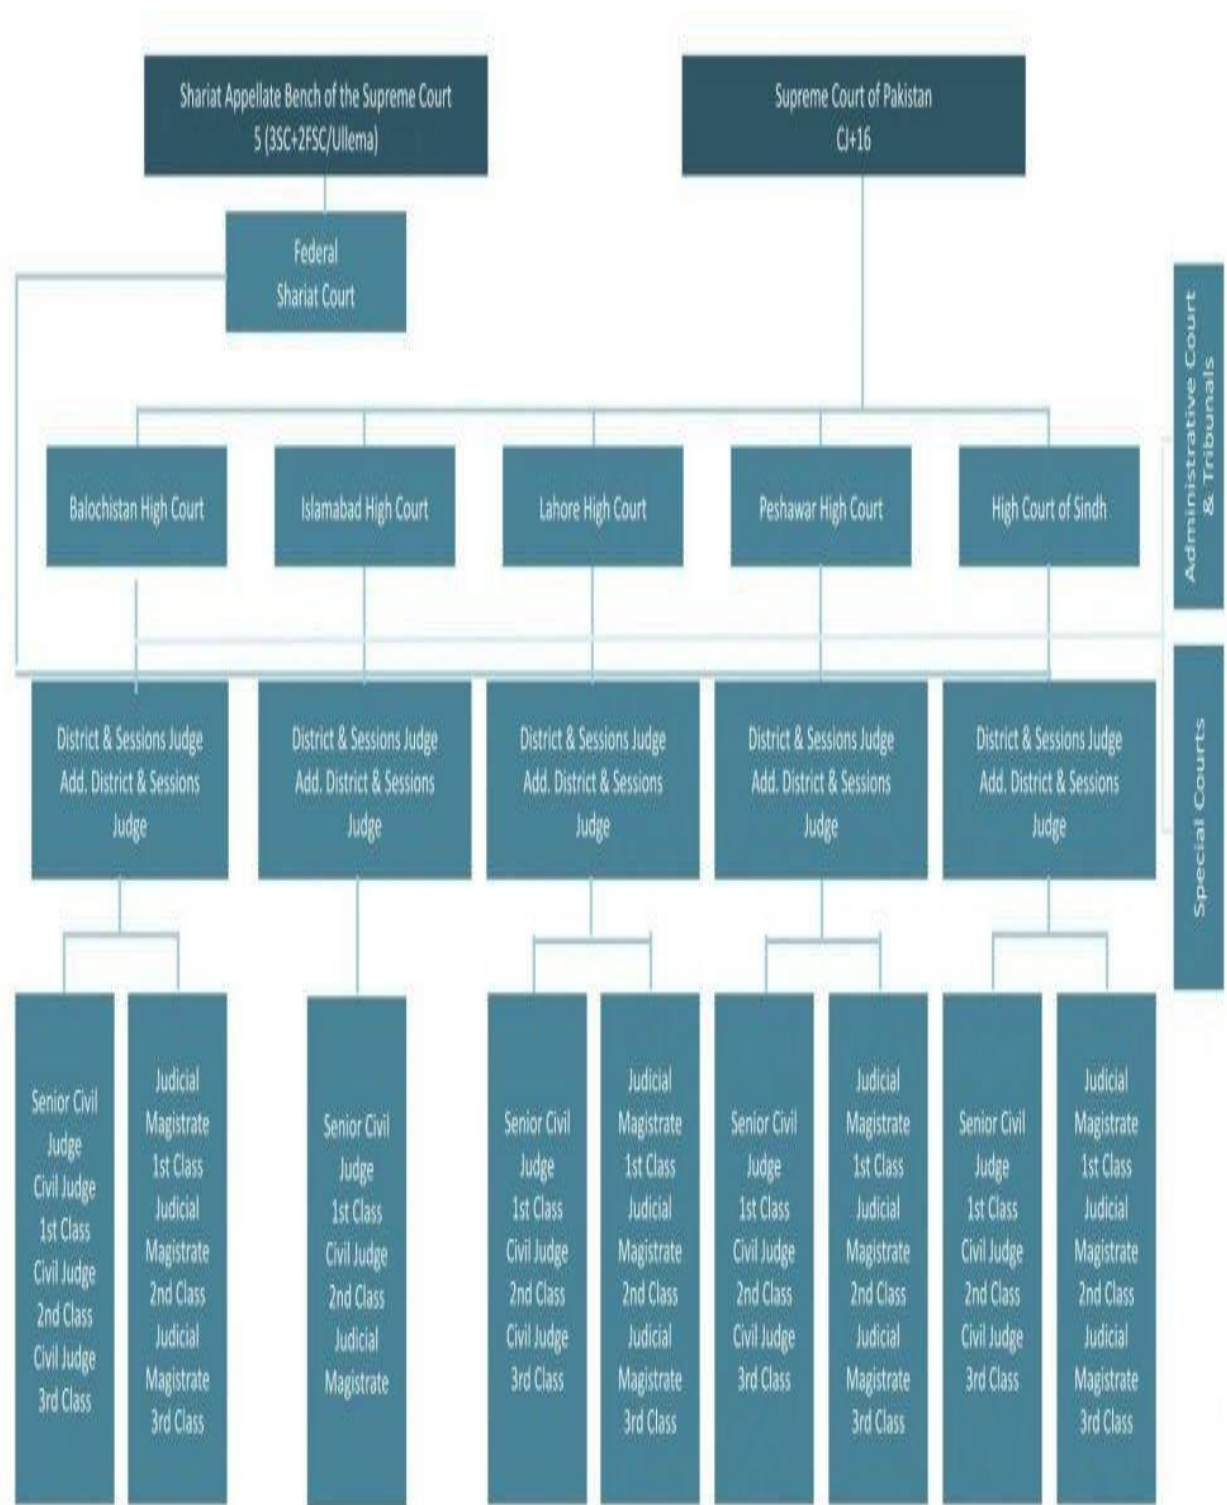 Shariat Appellate Bench of the Supreme Court
5 (3SC+2FSC/Ullema)
Supreme Court of Pakistan
CJ+16
Federal
Shariat Court
Administrative Court
& Tribunals
Balochistan High Court
Islamabad High Court
Lahore High Court
Peshawar High Court
High Court of Sindh
Special Courts
District & Sessions Judge
Add. District & Sessions
Judge
District & Sessions Judge
Add. District & Sessions
Judge
District & Sessions Judge
Add. District & Sessions
Judge
District & Sessions Judge
Add. District & Sessions
Judge
District & Sessions Judge
Add. District & Sessions
Judge
Senior Civil
Judge
Civil Judge
1st Class
Civil Judge
2nd Class
Civil Judge
3rd Class
Judicial
Magistrate
1st Class
Judicial
Magistrate
2nd Class
Judicial
Magistrate
3rd Class
Senior Civil
Judge
1st Class
Civil Judge
2nd Class
Judicial
Magistrate
Senior Civil
Judge
1st Class
Civil Judge
2nd Class
Civil Judge
3rd Class
Judicial
Magistrate
1st Class
Judicial
Magistrate
2nd Class
Judicial
Magistrate
3rd Class
Senior Civil
Judge
1st Class
Civil Judge
2nd Class
Civil Judge
3rd Class
Judicial
Magistrate
1st Class
Judicial
Magistrate
2nd Class
Judicial
Magistrate
3rd Class
Senior Civil
Judge
1st Class
Civil Judge
2nd Class
Civil Judge
3rd Class
Judicial
Magistrate
1st Class
Judicial
Magistrate
2nd Class
Judicial
Magistrate
3rd Class